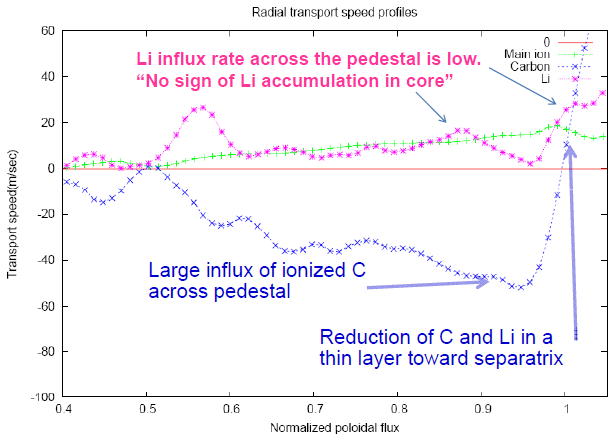 Radial transport speed profiles
60
40
20
0
-20
-40
-60
-80
-100
Transport speed(m/sec)
0
Main ion
Carbon
Li
Li influx rate across the pedestal is low.
“No sign of Li accumulation in core”
Large influx of ionized C
across pedestal
Reduction of C and Li in a
thin layer toward separatrix
0.4 0.5 0.6 0.7 0.8 0.9 1
Normalized poloidal flux